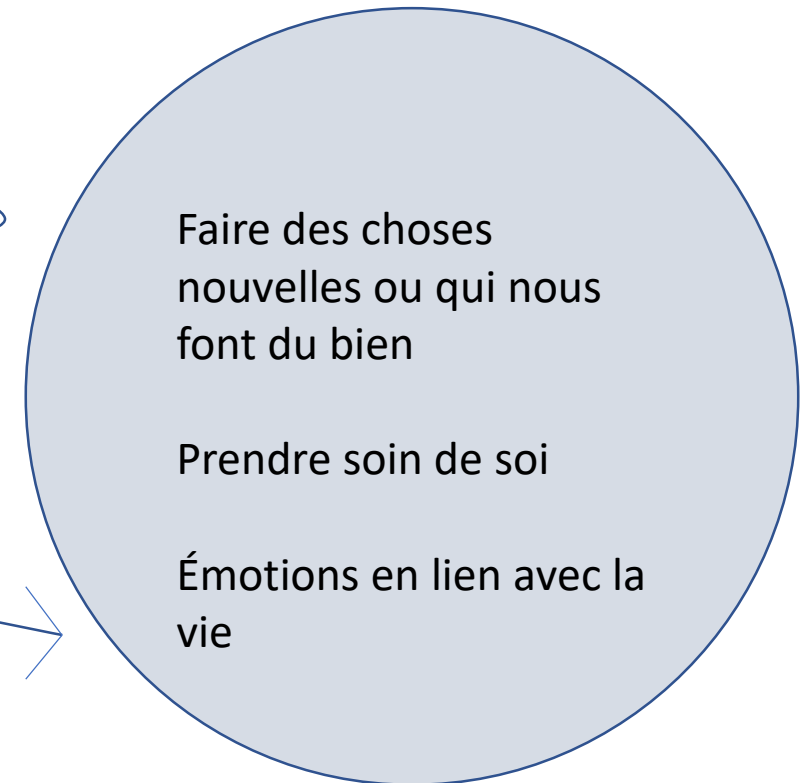 Faire des choses
nouvelles ou qui nous
font du bien
Prendre soin de soi
Émotions en lien avec la
vie